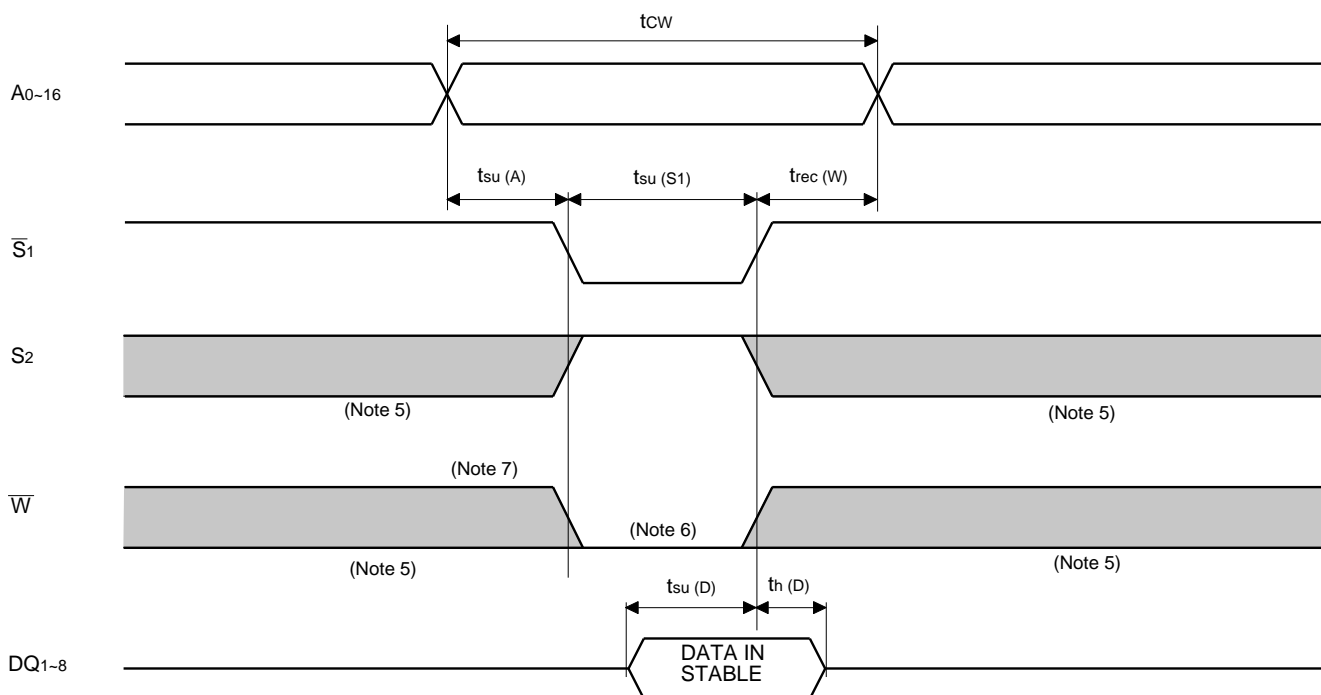 tCW
A0~16
tsu (A) tsu (S1) trec (W)
S̅1
S2
(Note 5) (Note 5)
(Note 7)
W̅
(Note 6)
(Note 5) (Note 5)
tsu (D) th (D)
DQ1~8
DATA IN
STABLE